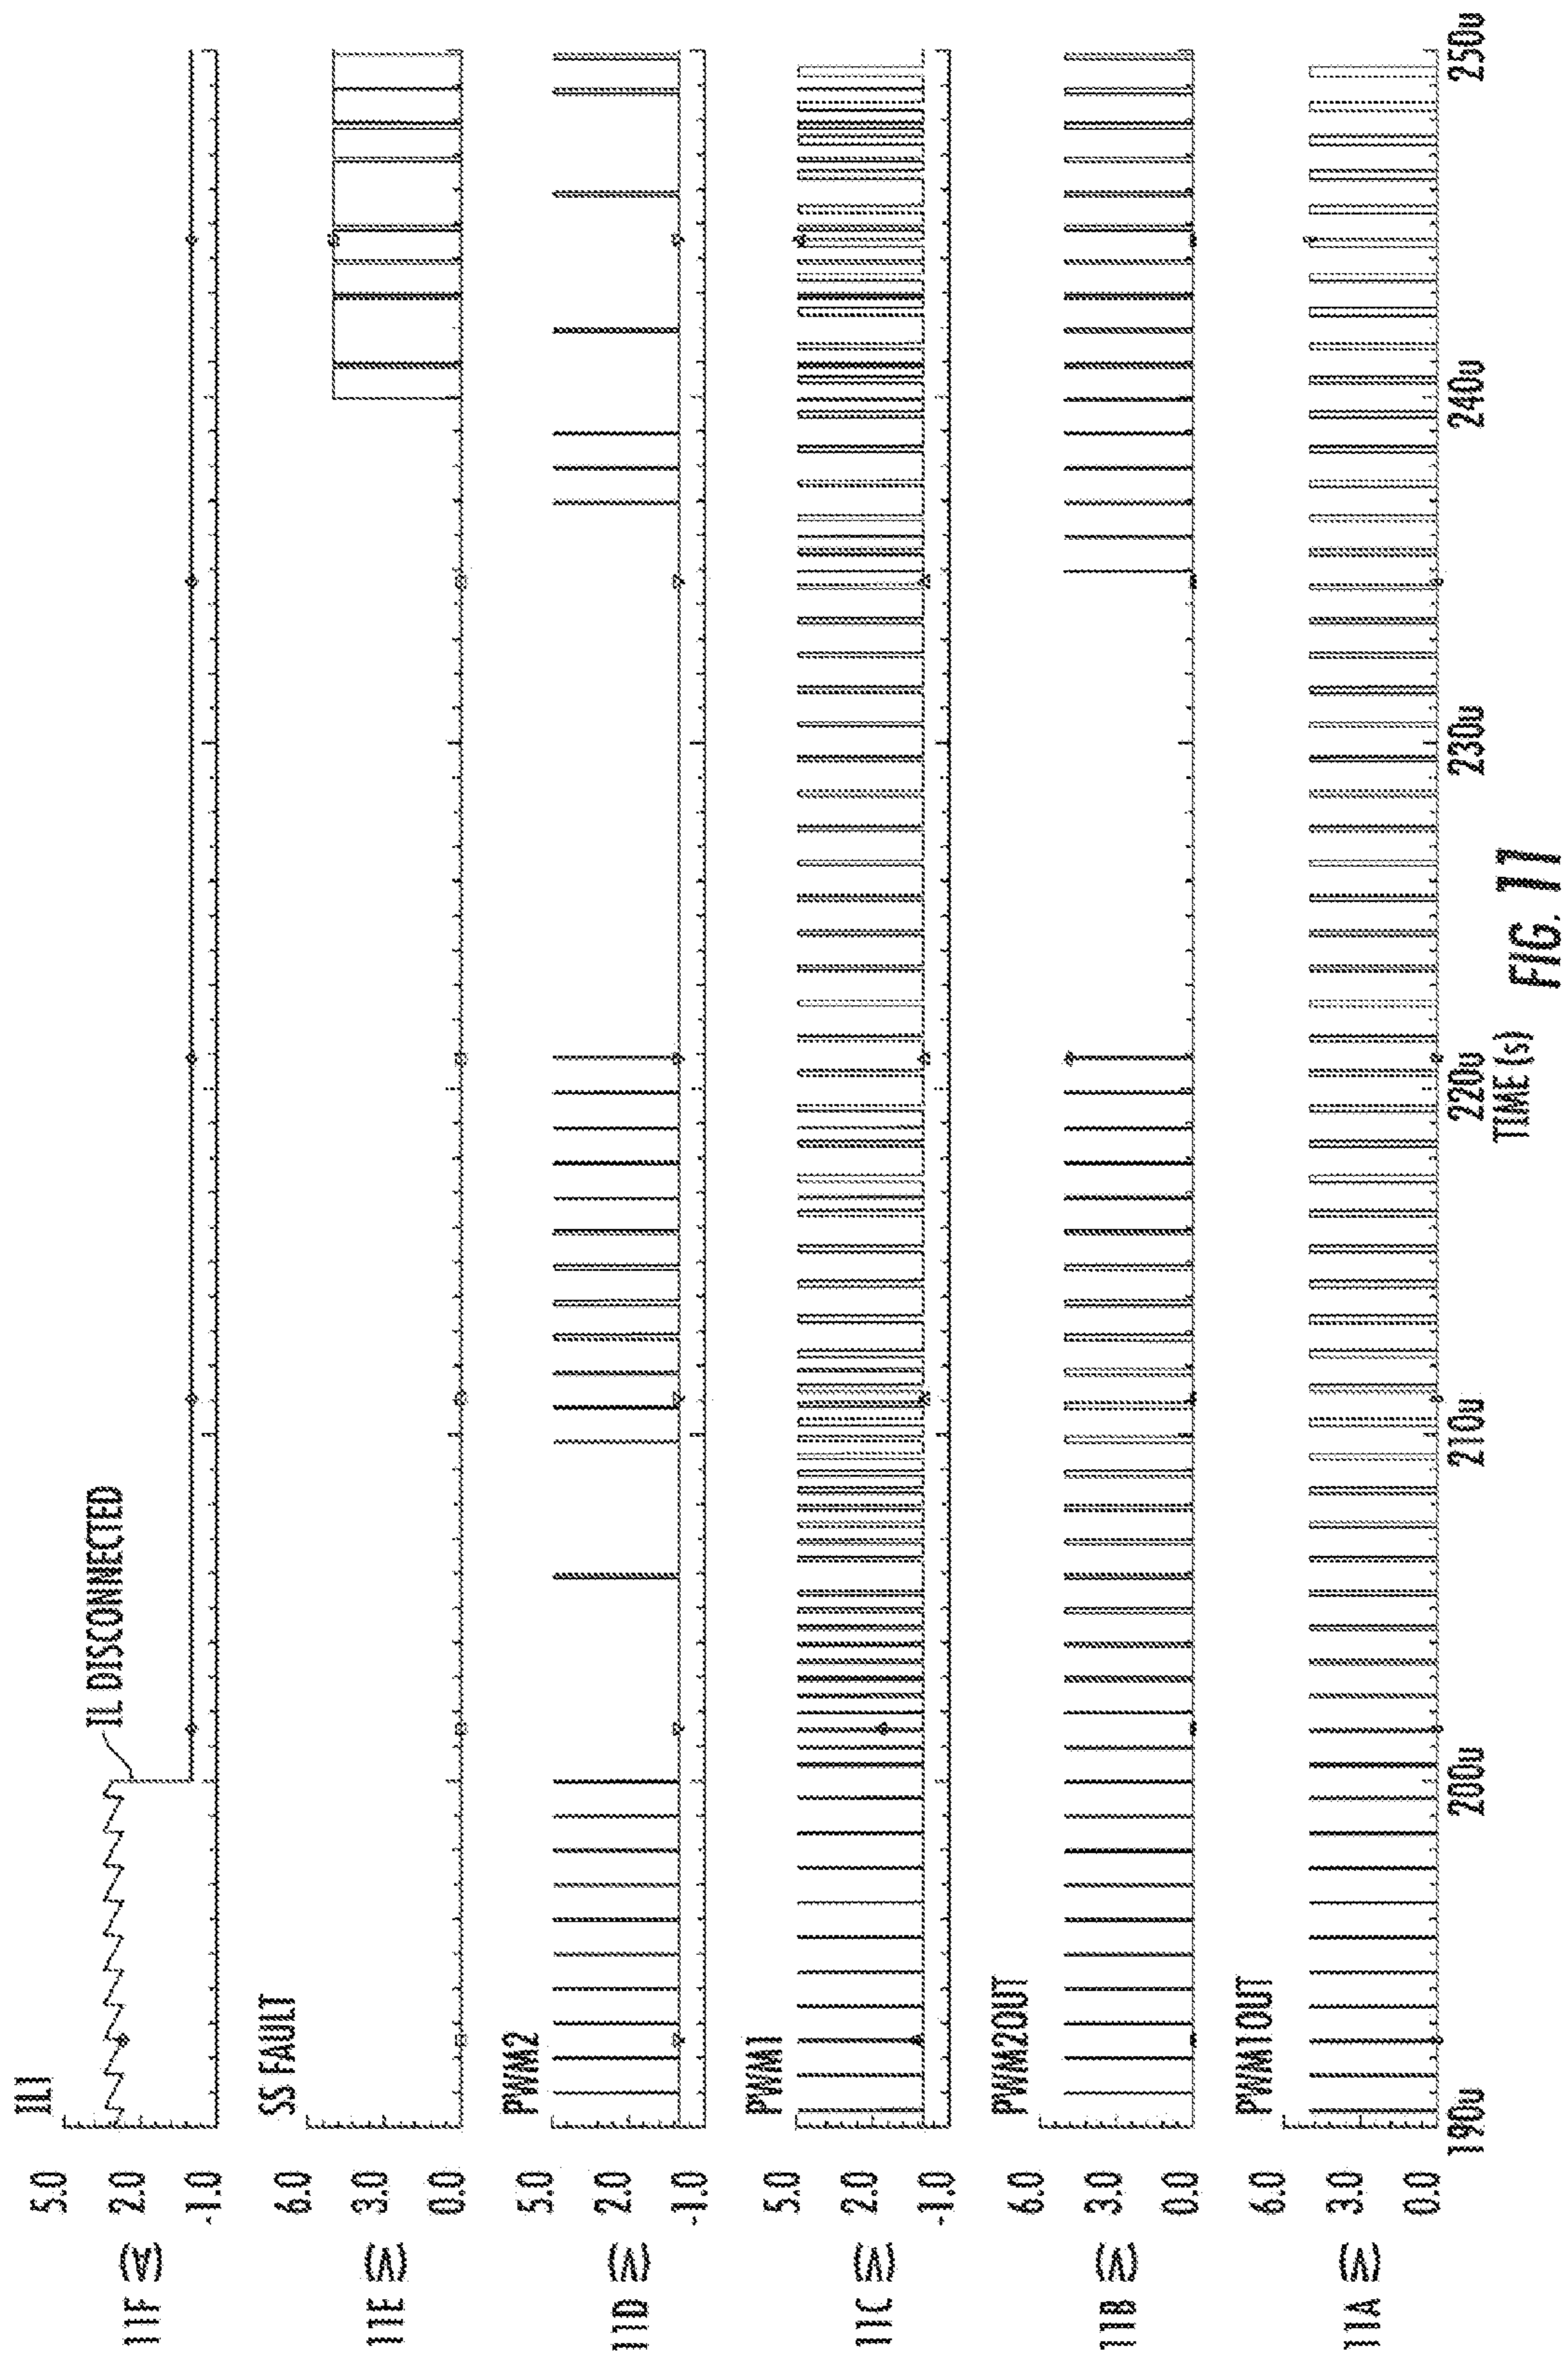 IL1
11F (A)
5.0
2.0
-1.0
IL DISCONNECTED
SS FAULT
11E (V)
6.0
3.0
0.0
PWM2
11D (V)
5.0
2.0
-1.0
PWM1
11C (V)
5.0
2.0
-1.0
PWM2OUT
11B (V)
6.0
3.0
0.0
PWM1OUT
11A (V)
6.0
3.0
0.0
190u 200u 210u 220u 230u 240u 250u
TIME (s)
FIG. 11